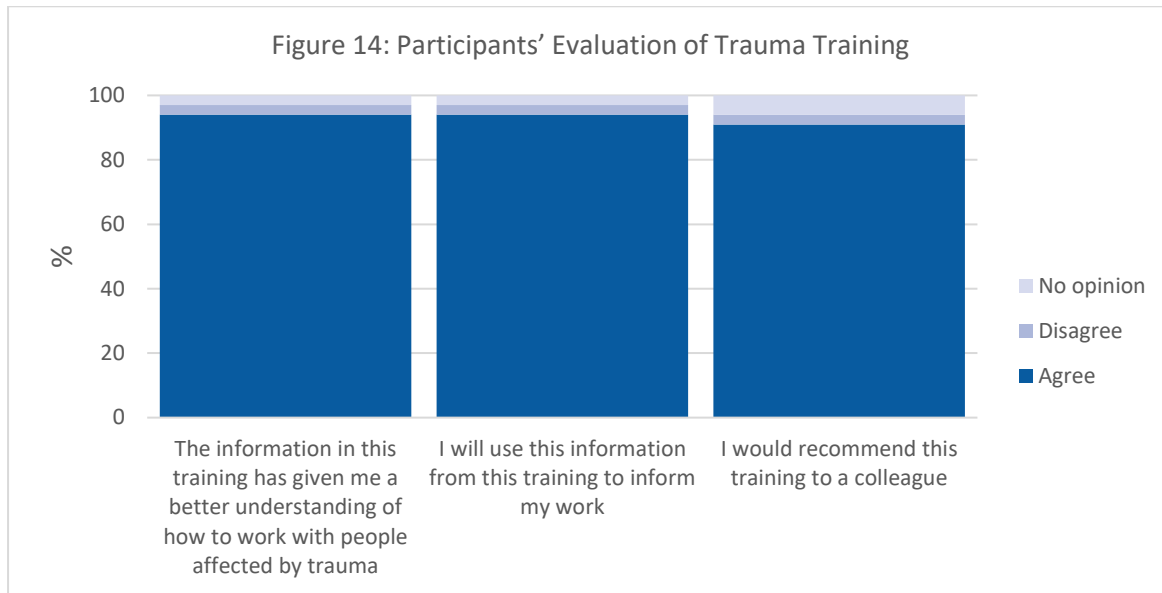 Figure 14: Participants’ Evaluation of Trauma Training
100
80
60
40
20
0
%
No opinion
Disagree
Agree
The information in this
training has given me a
better understanding of
how to work with people
affected by trauma
I will use this information
from this training to inform
my work
I would recommend this
training to a colleague